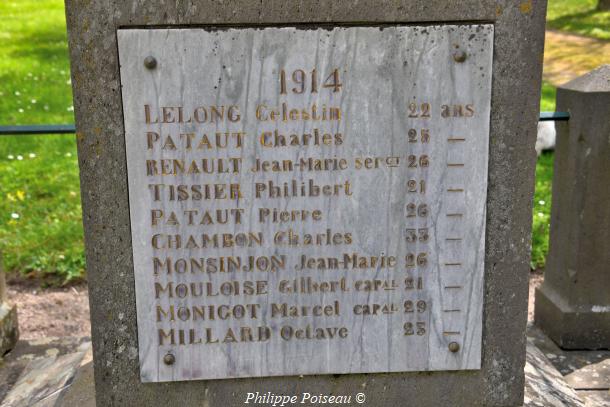 1914
LELONG Celestin 22 ans
PATAUT Charles 25 —
RENAULT Jean-Marie serGT 26 —
TISSIER Philibert 21 —
PATAUT Pierre 26 —
CHAMBON Charles 33 —
MONSINJON Jean-Marie 26 —
MOULOISE Gilbert capAL 21 —
MONIGOT Marcel capAL 29 —
MILLARD Octave 23 —
Philippe Poiseau ©